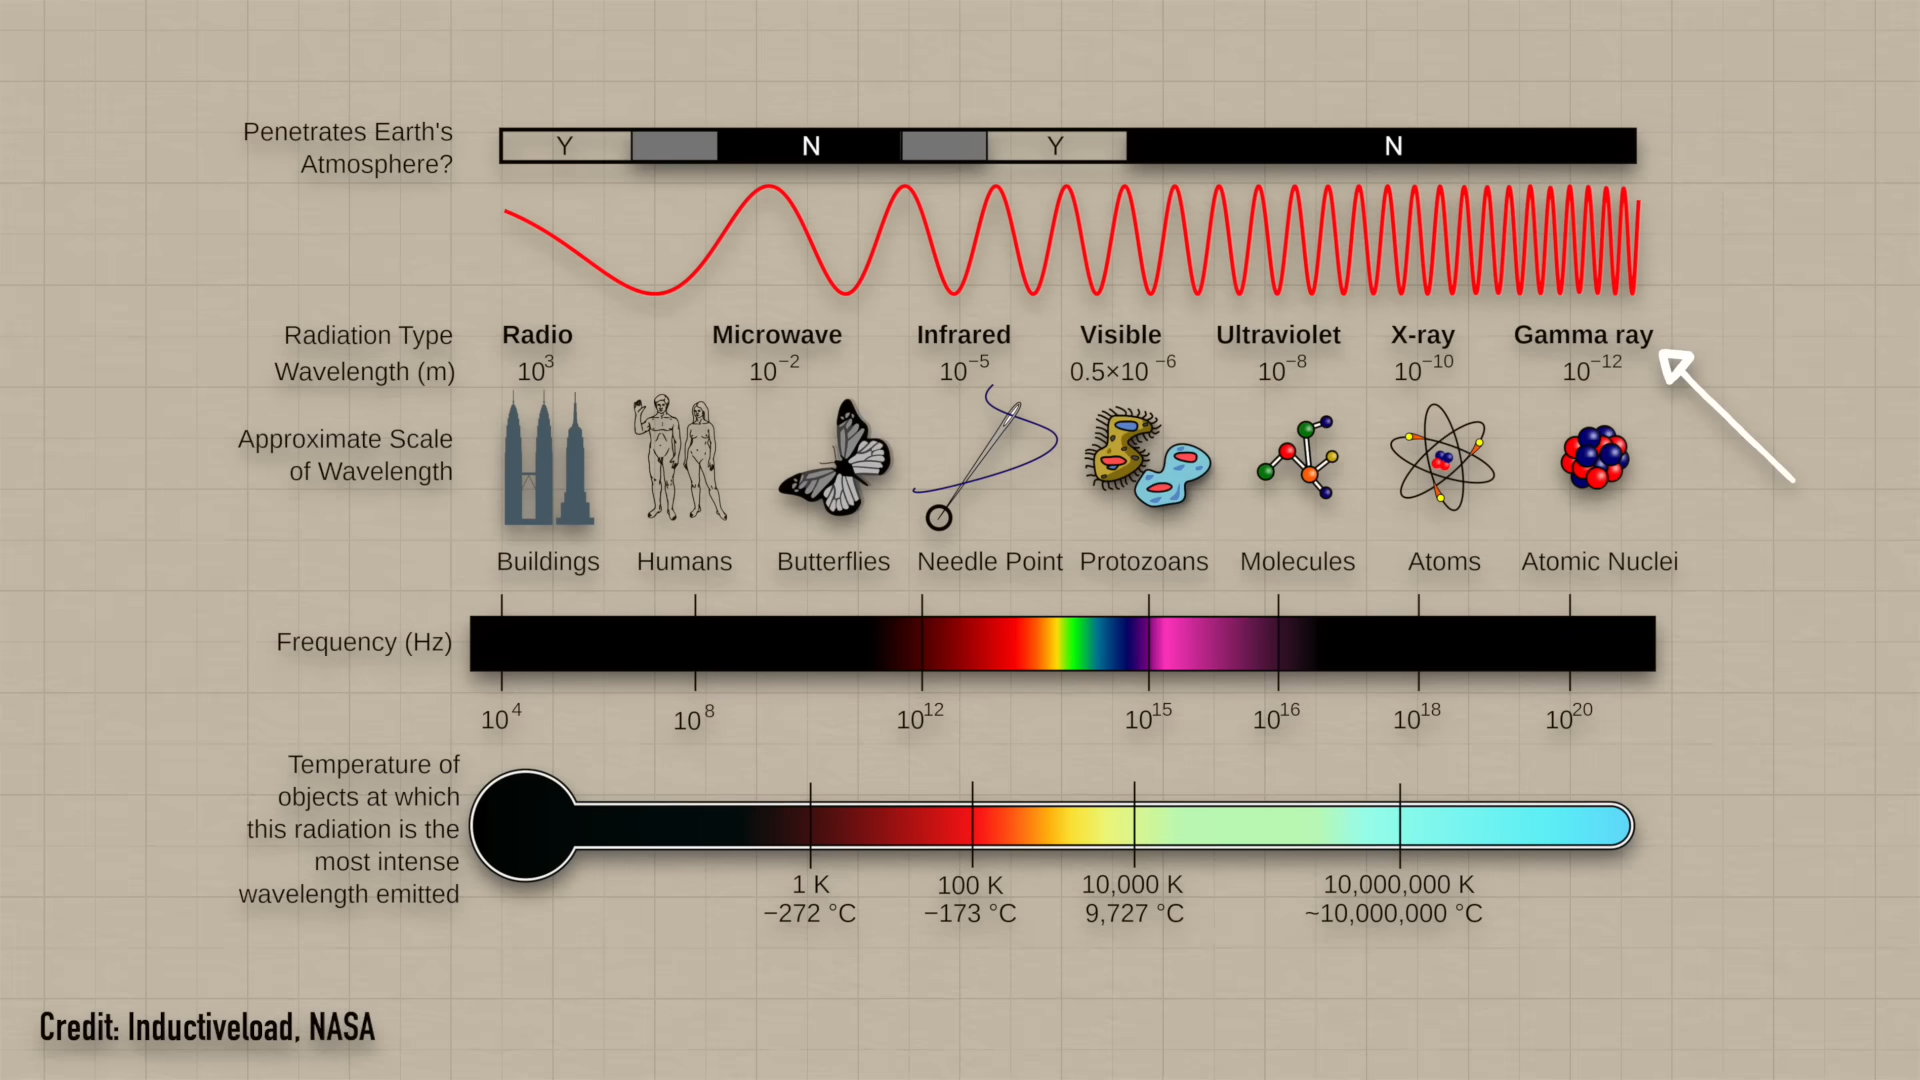 Penetrates Earth's
Atmosphere?
Y N Y N
Radiation Type Radio Microwave Infrared Visible Ultraviolet X-ray Gamma ray
Wavelength (m) 10³ 10⁻² 10⁻⁵ 0.5×10⁻⁶ 10⁻⁸ 10⁻¹⁰ 10⁻¹²
Approximate Scale
of Wavelength
Buildings Humans Butterflies Needle Point Protozoans Molecules Atoms Atomic Nuclei
Frequency (Hz)
10⁴ 10⁸ 10¹² 10¹⁵ 10¹⁶ 10¹⁸ 10²⁰
Temperature of
objects at which
this radiation is the
most intense
wavelength emitted
1 K 100 K 10,000 K 10,000,000 K
−272 °C −173 °C 9,727 °C ~10,000,000 °C
Credit: Inductiveload, NASA